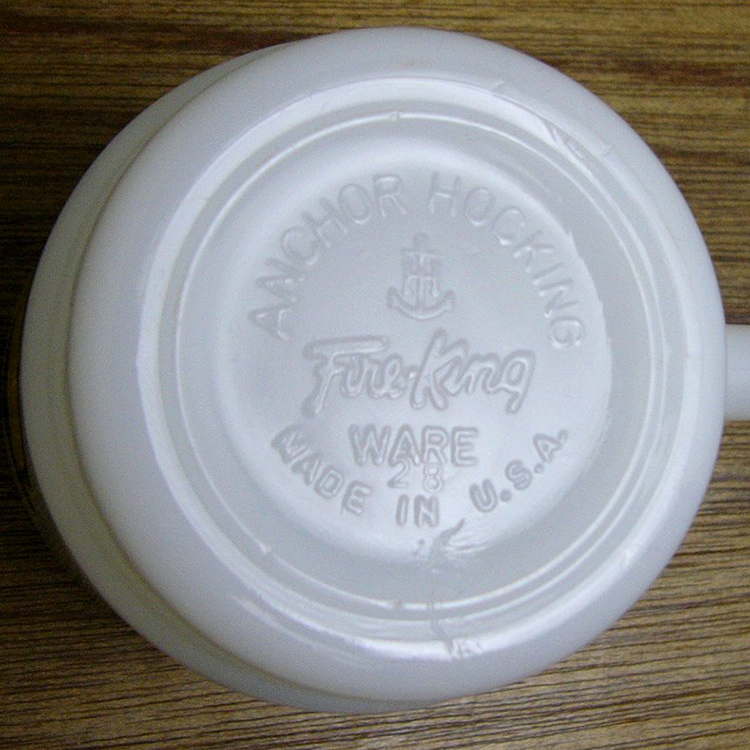 ANCHOR HOCKING
Fire-King
WARE
28
MADE IN U.S.A.